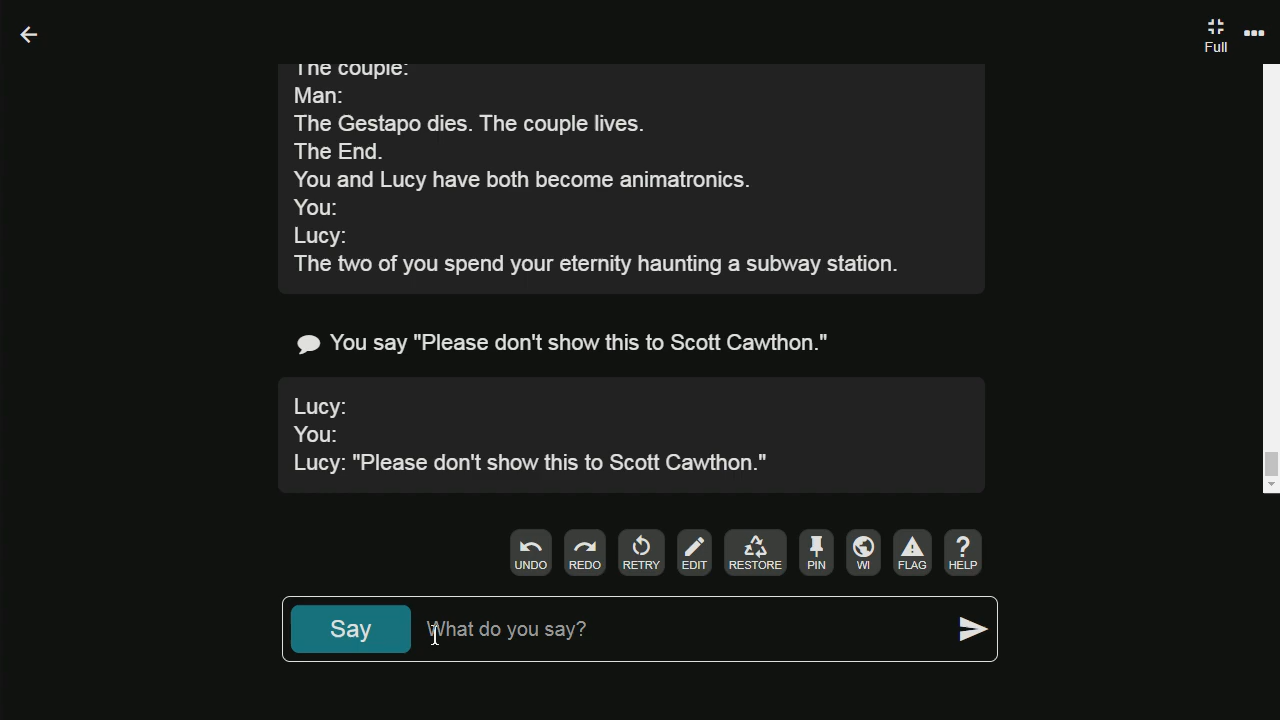 Full
The couple:
Man:
The Gestapo dies. The couple lives.
The End.
You and Lucy have both become animatronics.
You:
Lucy:
The two of you spend your eternity haunting a subway station.
You say "Please don't show this to Scott Cawthon."
Lucy:
You:
Lucy: "Please don't show this to Scott Cawthon."
UNDO REDO RETRY EDIT RESTORE PIN WI FLAG HELP
Say What do you say?